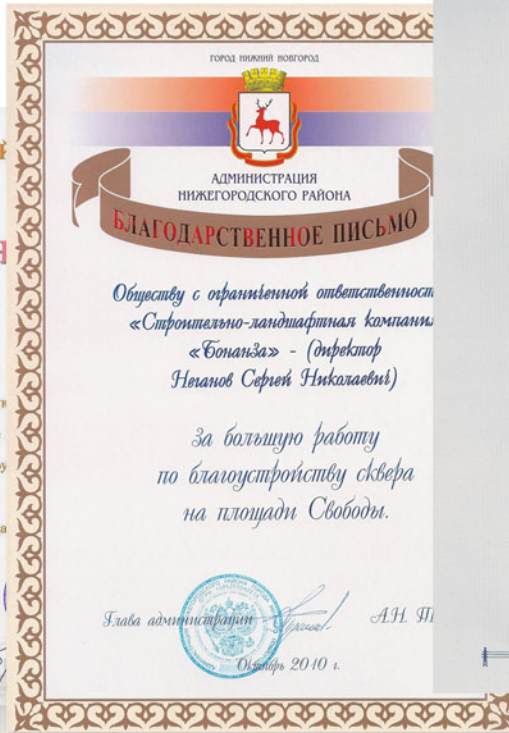 ГОРОД НИЖНИЙ НОВГОРОД
АДМИНИСТРАЦИЯ
НИЖЕГОРОДСКОГО РАЙОНА
БЛАГОДАРСТВЕННОЕ ПИСЬМО
Обществу с ограниченной ответственност
«Строительно-ландшафтная компания
«Бонанза» - (директор
Неганов Сергей Николаевич)
За большую работу
по благоустройству сквера
на площади Свободы.
Глава администрации А.Н.
Октябрь 2010 г.